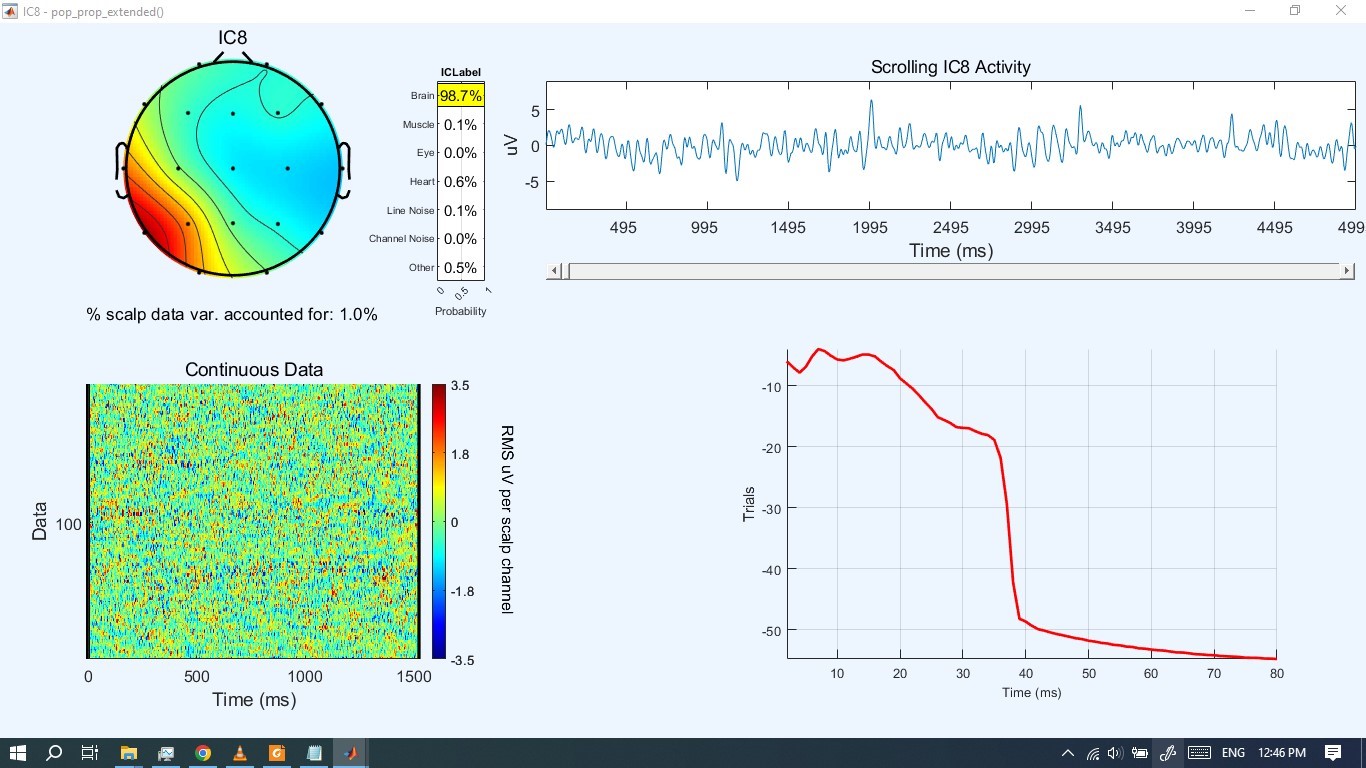 IC8 - pop_prop_extended()
IC8
ICLabel
Brain 98.7%
Muscle 0.1%
Eye 0.0%
Heart 0.6%
Line Noise 0.1%
Channel Noise 0.0%
Other 0.5%
0 0.5 1
Probability
% scalp data var. accounted for: 1.0%
Scrolling IC8 Activity
5
0
-5
uV
495 995 1495 1995 2495 2995 3495 3995 4495 499
Time (ms)
Continuous Data
Data
100
0 500 1000 1500
Time (ms)
3.5
1.8
0
-1.8
-3.5
RMS uV per scalp channel
-10
-20
-30
-40
-50
Trials
10 20 30 40 50 60 70 80
Time (ms)
ENG 12:46 PM